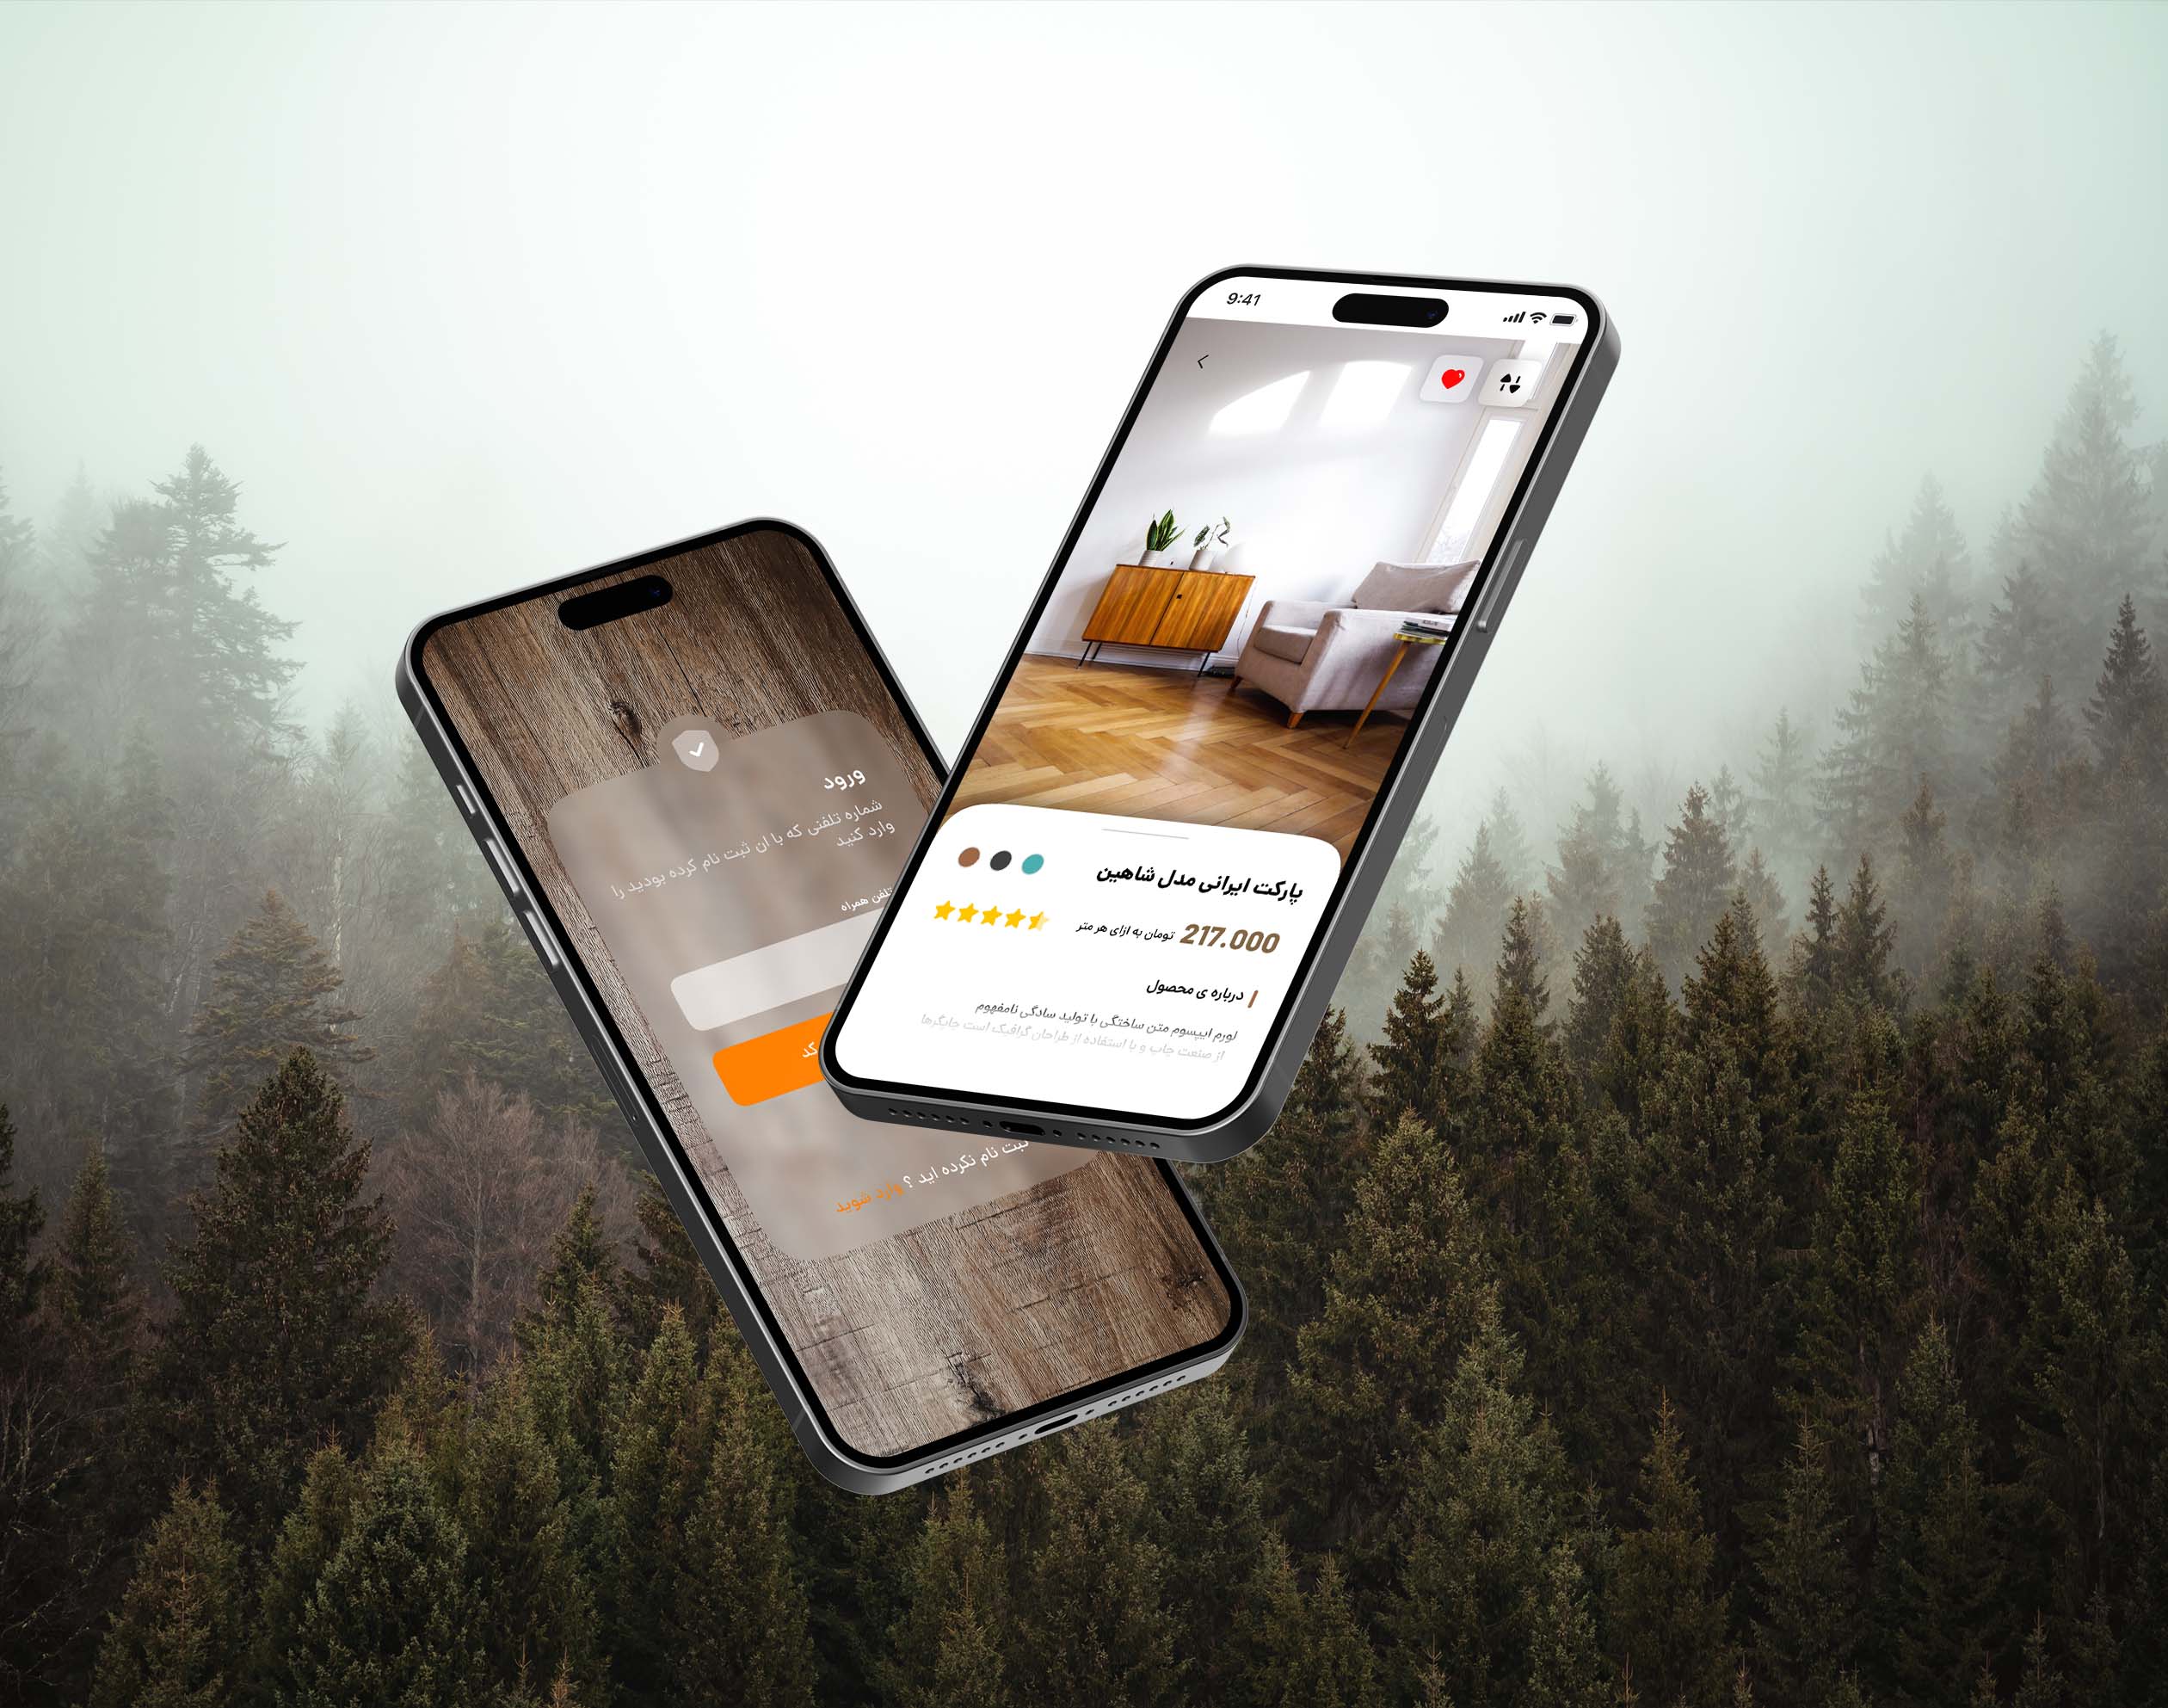 9:41
پارکت ایرانی مدل شاهین
217.000 تومان به ازای هر متر
درباره ی محصول
لورم ایپسوم متن ساختگی با تولید سادگی نامفهوم
از صنعت چاپ و با استفاده از طراحان گرافیک است چاپگرها
ورود
شماره تلفنی که با ان ثبت نام کرده بودید را
وارد کنید
تلفن همراه
کد
ثبت نام نکرده اید ؟ وارد شوید